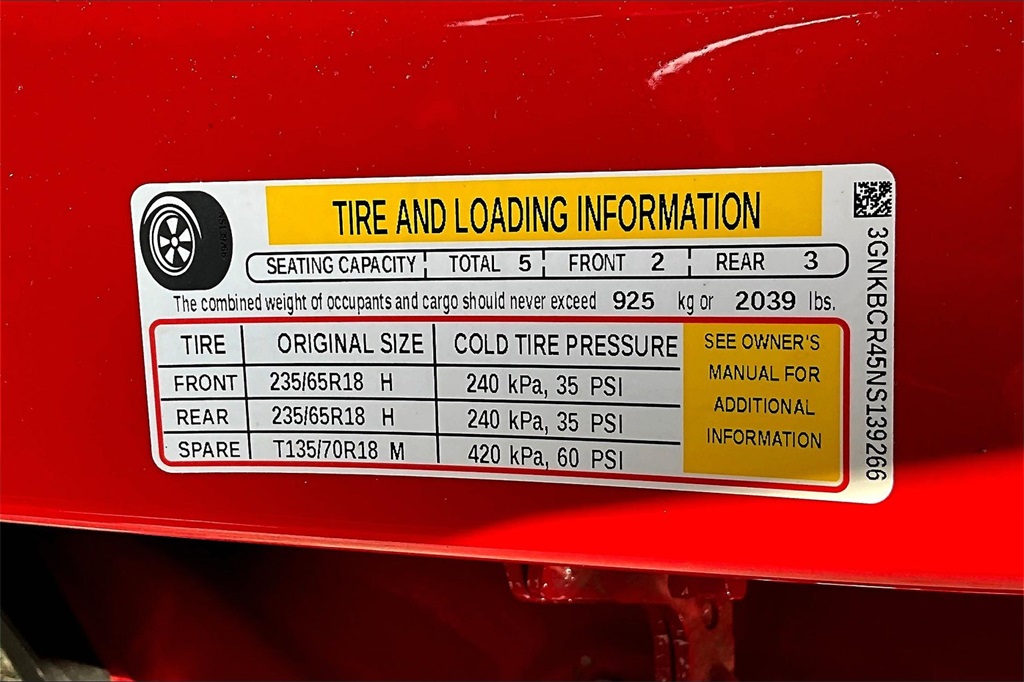 TIRE AND LOADING INFORMATION
SEATING CAPACITY TOTAL 5 FRONT 2 REAR 3
The combined weight of occupants and cargo should never exceed 925 kg or 2039 lbs.
TIRE ORIGINAL SIZE COLD TIRE PRESSURE
FRONT 235/65R18 H 240 kPa, 35 PSI
REAR 235/65R18 H 240 kPa, 35 PSI
SPARE T135/70R18 M 420 kPa, 60 PSI
SEE OWNER'S
MANUAL FOR
ADDITIONAL
INFORMATION
3GNKBCR45NS139266